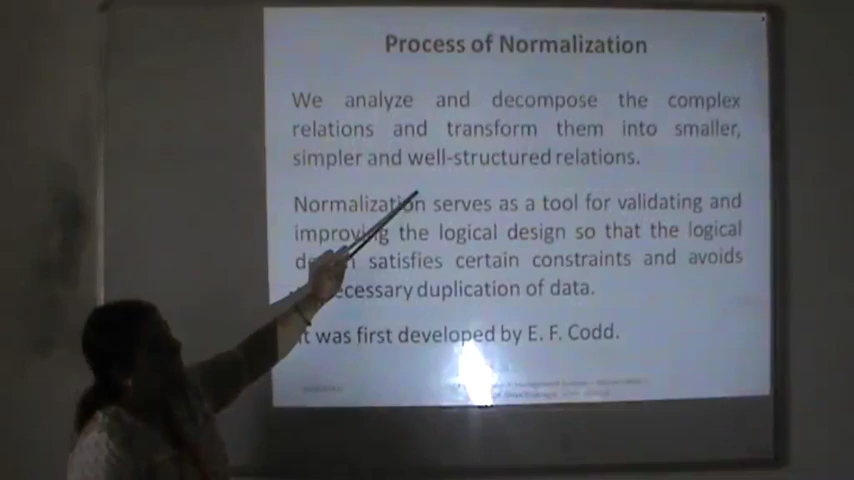 Process of Normalization
We analyze and decompose the complex
relations and transform them into smaller,
simpler and well-structured relations.
Normalization serves as a tool for validating and
improving the logical design so that the logical
satisfies certain constraints and avoids
duplication of data.
It was first developed by E. F. Codd.